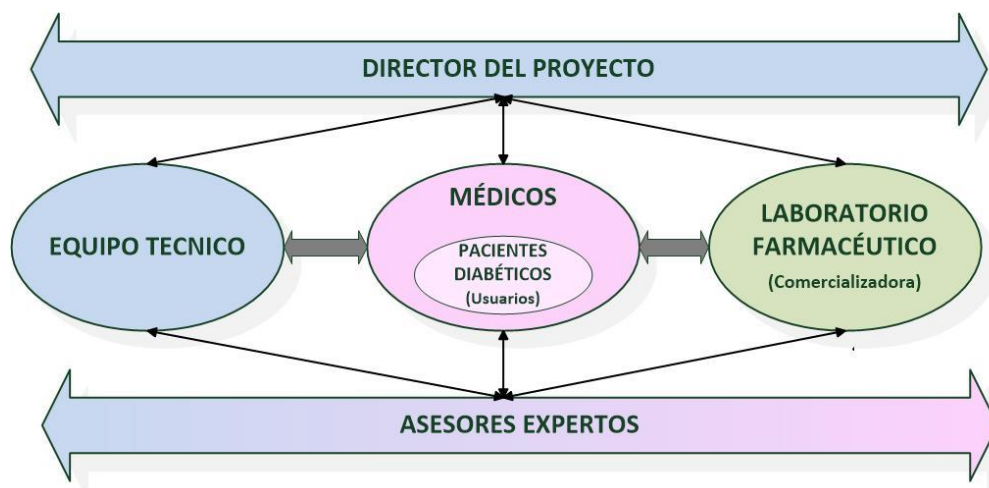 DIRECTOR DEL PROYECTO
EQUIPO TECNICO
MÉDICOS
PACIENTES
DIABÉTICOS
(Usuarios)
LABORATORIO
FARMACÉUTICO
(Comercializadora)
ASESORES EXPERTOS